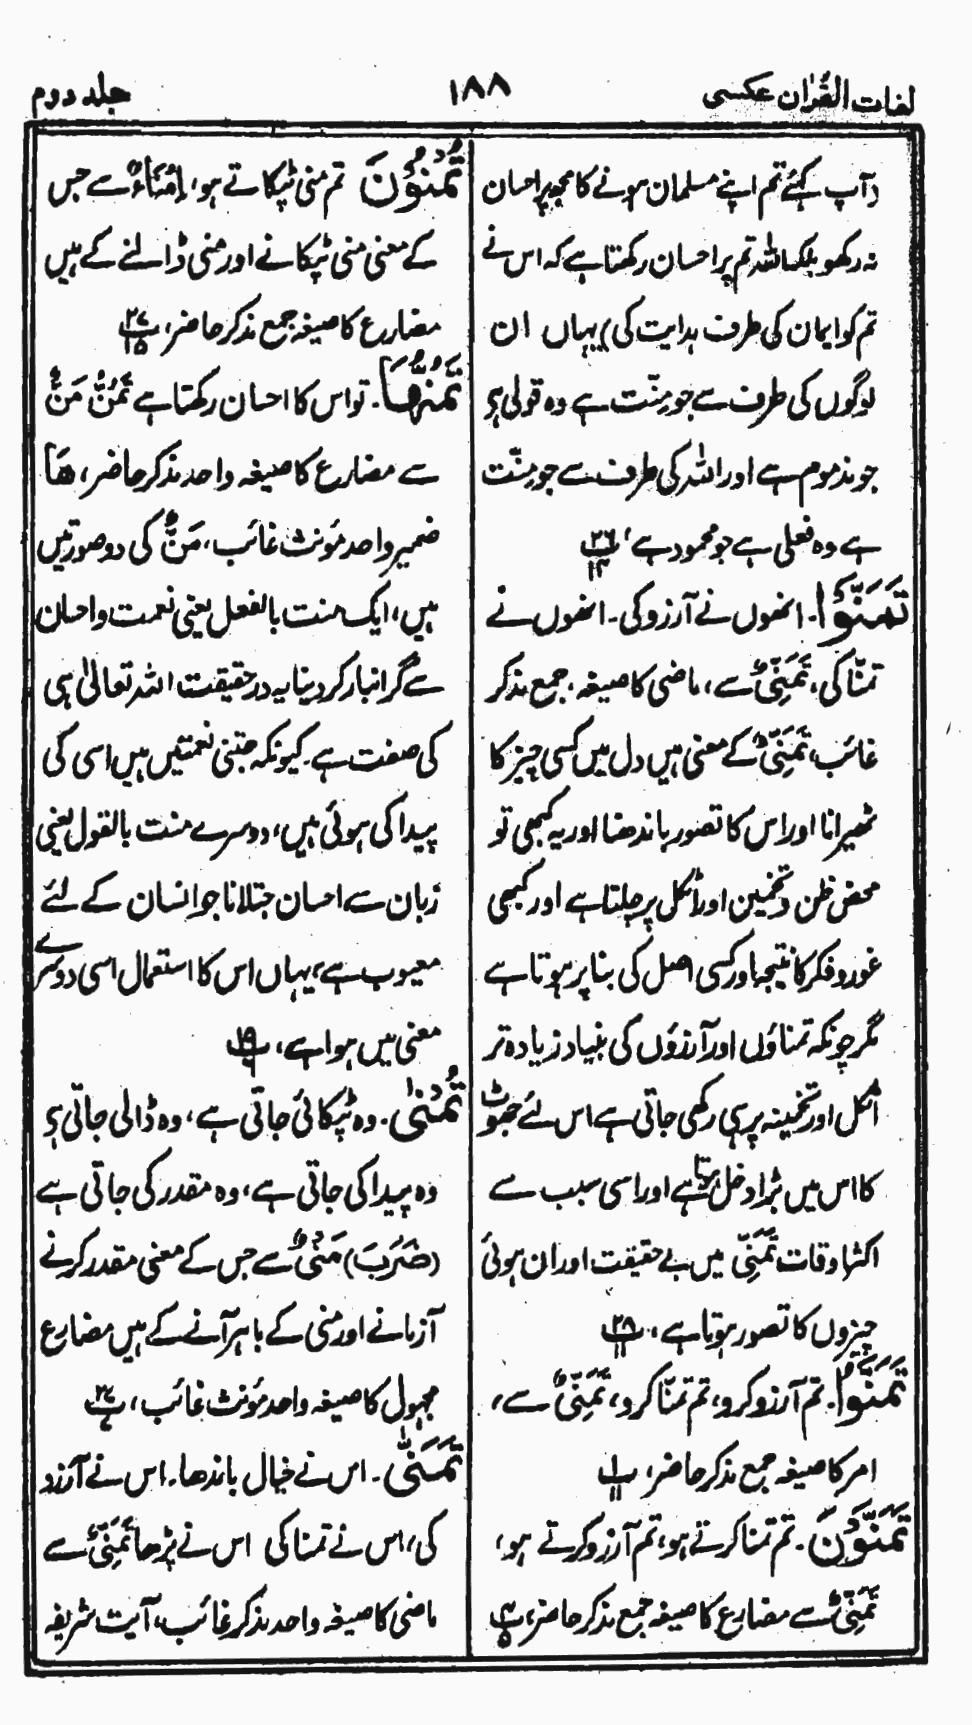 لغات القرآن عکسی
۱۸۸
جلد دوم
(آپ کہئے تم اپنے مسلمان ہونے کا مجھ پر احسان
نہ رکھو بلکہ اللہ تم پر احسان رکھتا ہے کہ اس نے
تم کو ایمان کی طرف ہدایت کی) یہاں ان
لوگوں کی طرف سے جو مِنّت ہے وہ قولی ہے
جو مذموم ہے اور اللہ کی طرف سے جو مِنّت
ہے وہ فعلی ہے جو محمود ہے، ۲۶ ۱۴
تَمَنَّوْا۔ انھوں نے آرزو کی۔ انھوں نے
تمنّا کی، تَمَنِّیٌ سے، ماضی کا صیغہ، جمع مذکر
غائب، تَمَنِّیٌ کے معنی ہیں دل میں کسی چیز کا
ٹھیرانا اور اس کا تصور باندھنا اور یہ کبھی تو
محض ظن و تخمین اور اٹکل پر چلتا ہے اور کبھی
غور و فکر کا نتیجہ اور کسی اصل کی بنا پر ہوتا ہے
مگر چونکہ تمناؤں اور آرزؤں کی بنیاد زیادہ تر
اٹکل اور تخمینہ پر ہی رکھی جاتی ہے اس لئے جھوٹ
کا اس میں بڑا دخل ہوتا ہے اور اسی سبب سے
اکثر اوقات تَمَنِّیْ میں بے حقیقت اور ان ہوئی
چیزوں کا تصور ہوتا ہے، ۲۸ ۱۱
تَمَنَّوُا۔ تم آرزو کرو، تم تمنّا کرو، تَمَنِّیٌ سے،
امر کا صیغہ جمع مذکر حاضر، ۱ ۱۱
تَمَنَّوْنَ۔ تم تمنا کرتے ہو، تم آرزو کرتے ہو،
تَمَنِّیٌ سے مضارع کا صیغہ جمع مذکر حاضر، ۴ ۵
تُمْنُوْنَ تم منی ٹپکاتے ہو، اِمْنَاءٌ سے جس
کے معنی منی ٹپکانے اور منی ڈالنے کے ہیں
مضارع کا صیغہ جمع مذکر حاضر، ۲۷ ۱۵
تَمُنُّهَا۔ تو اس کا احسان رکھتا ہے تَمُنُّ مَنٌّ
سے مضارع کا صیغہ واحد مذکر حاضر، ھَا
ضمیر واحد مؤنث غائب، مَنٌّ کی دو صورتیں
ہیں، ایک منت بالفعل یعنی نعمت و احسان
سے گرانبار کر دینا یہ در حقیقت اللہ تعالیٰ ہی
کی صفت ہے۔ کیونکہ جتنی نعمتیں ہیں اسی کی
پیدا کی ہوئی ہیں، دوسرے منت بالقول یعنی
زبان سے احسان جتلانا جو انسان کے لئے
معیوب ہے، یہاں اس کا استعمال اسی دوسرے
معنی میں ہوا ہے، ۱۹
تُمْنٰی۔ وہ ٹپکائی جاتی ہے، وہ ڈالی جاتی ہے
وہ پیدا کی جاتی ہے، وہ مقدر کی جاتی ہے
(ضَرَبَ) مَنْیٌ سے جس کے معنی مقدر کرنے
آزمانے اور منی کے باہر آنے کے ہیں مضارع
مجہول کا صیغہ واحد مؤنث غائب، ۲۷
تَمَنّٰی۔ اس نے خیال باندھا۔ اس نے آرزو
کی، اس نے تمنا کی اس نے پڑھا تَمَنِّیٌ سے
ماضی کا صیغہ واحد مذکر غائب، آیت شریفہ